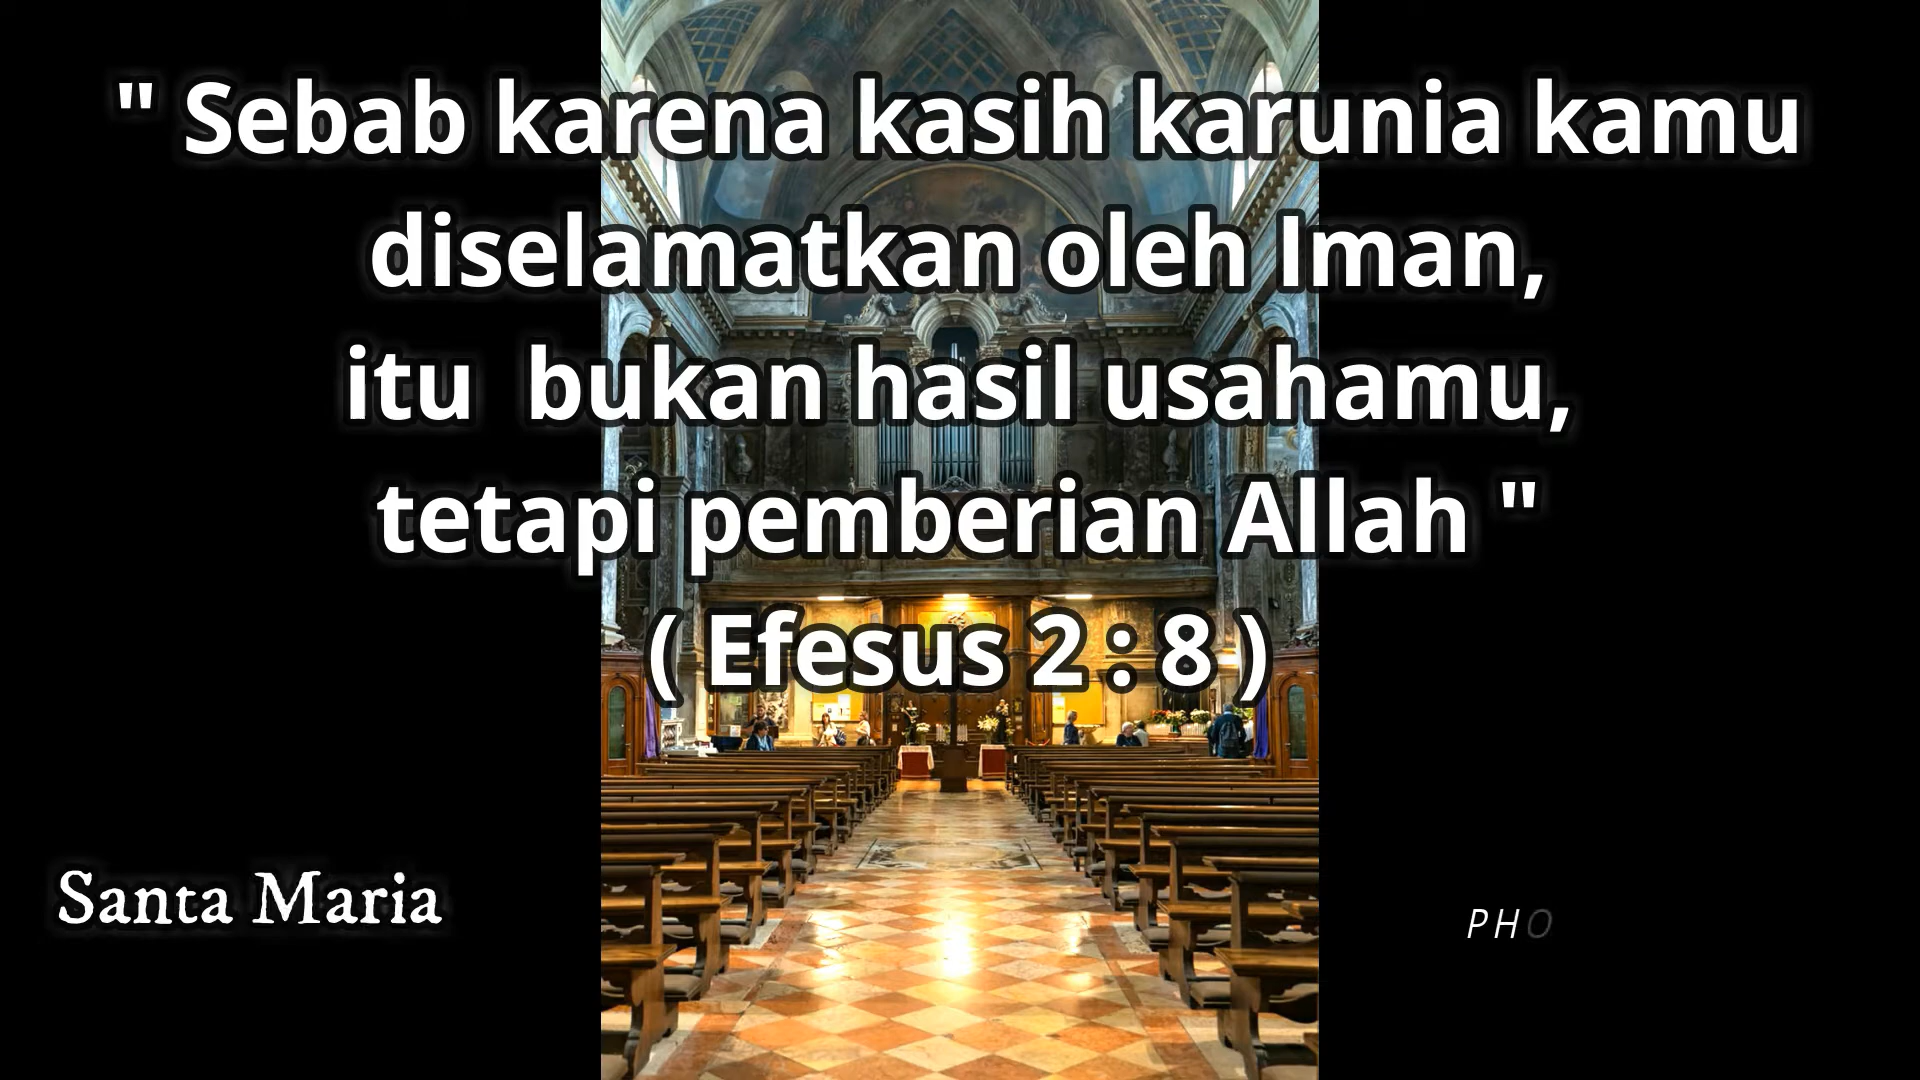 " Sebab karena kasih karunia kamu
diselamatkan oleh Iman,
itu  bukan hasil usahamu,
tetapi pemberian Allah "
( Efesus 2 : 8 )
Santa Maria
PHO